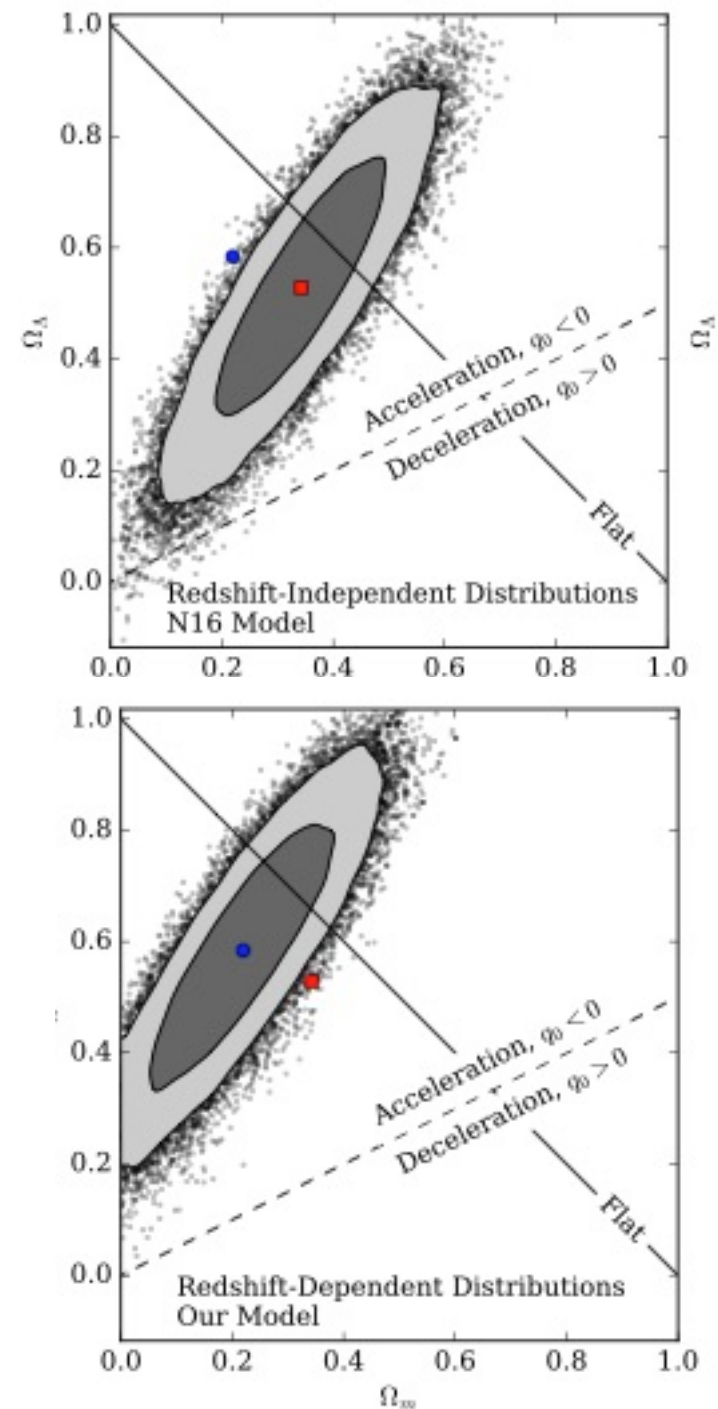 1.0
0.8
0.6
0.4
0.2
0.0
Ω_Λ
Ω_Λ
Acceleration, q₀ < 0
Deceleration, q₀ > 0
Flat
Redshift-Independent Distributions
N16 Model
0.0 0.2 0.4 0.6 0.8 1.0
1.0
0.8
0.6
0.4
0.2
0.0
Acceleration, q₀ < 0
Deceleration, q₀ > 0
Flat
Redshift-Dependent Distributions
Our Model
0.0 0.2 0.4 0.6 0.8 1.0
Ω_m